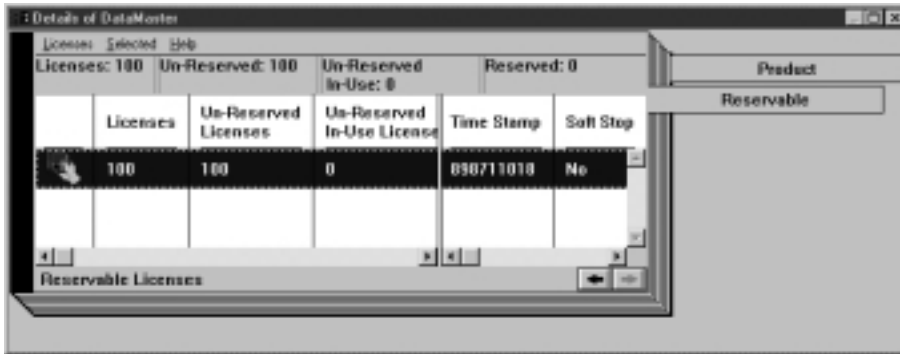 Details of DataMaster
Licenses Selected Help
Licenses: 100 Un-Reserved: 100 Un-Reserved In-Use: 0 Reserved: 0
Product
Reservable
Licenses Un-Reserved Licenses Un-Reserved In-Use License Time Stamp Soft Stop
100 100 0 898711018 No
Reservable Licenses